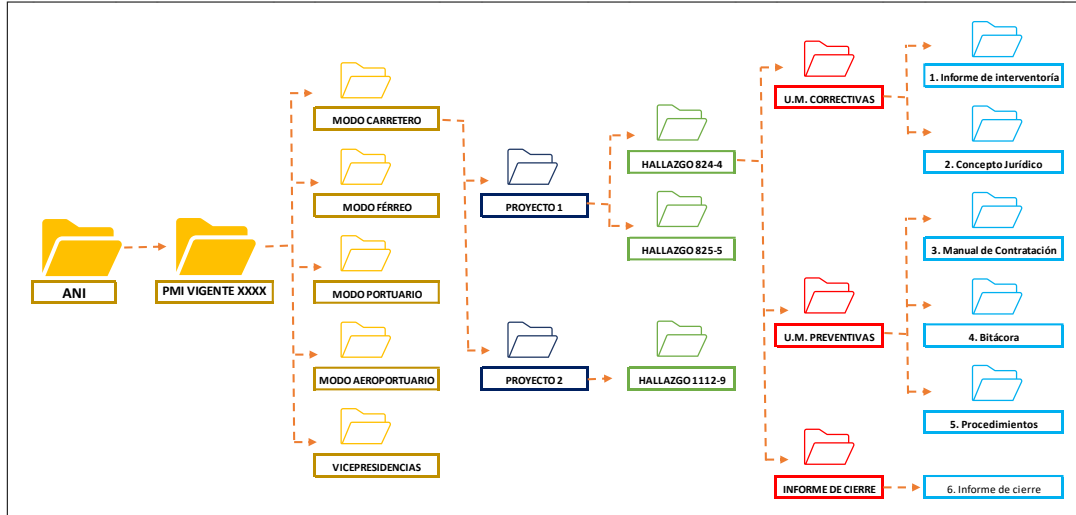 ANI
PMI VIGENTE XXXX
MODO CARRETERO
MODO FÉRREO
MODO PORTUARIO
MODO AEROPORTUARIO
VICEPRESIDENCIAS
PROYECTO 1
PROYECTO 2
HALLAZGO 824-4
HALLAZGO 825-5
HALLAZGO 1112-9
U.M. CORRECTIVAS
U.M. PREVENTIVAS
INFORME DE CIERRE
1. Informe de interventoría
2. Concepto Jurídico
3. Manual de Contratación
4. Bitácora
5. Procedimientos
6. Informe de cierre